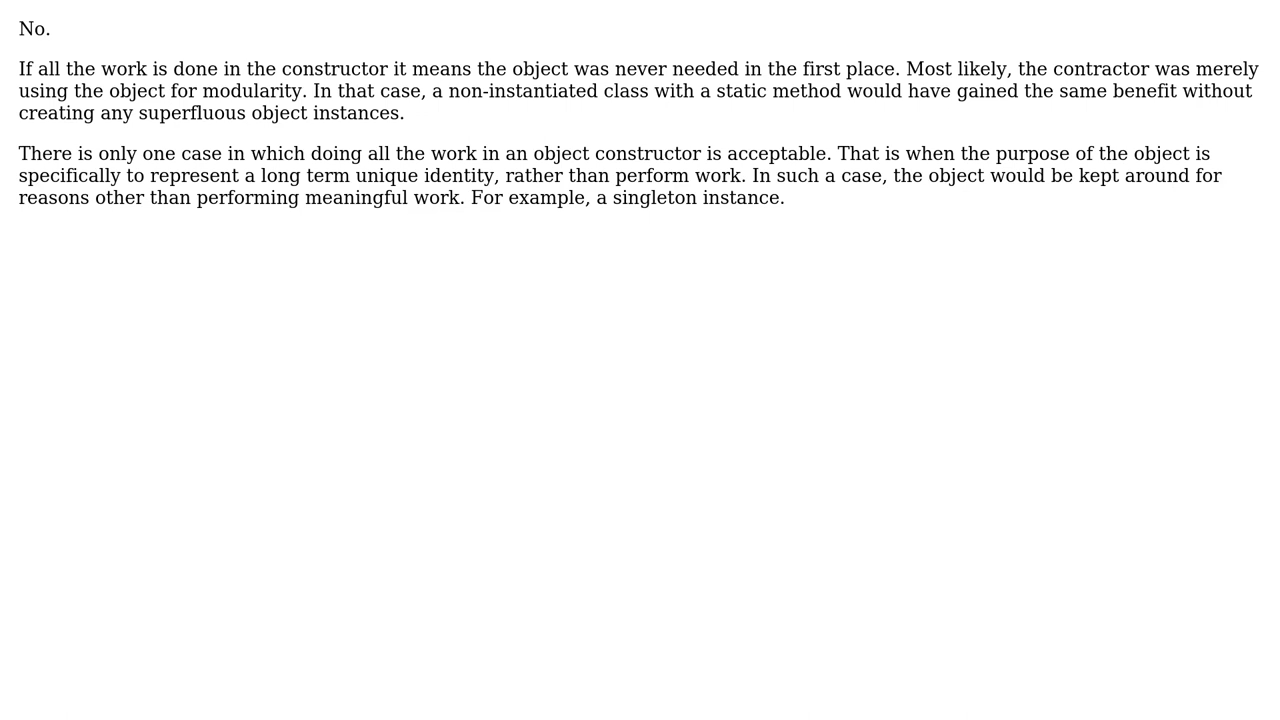 No.
If all the work is done in the constructor it means the object was never needed in the first place. Most likely, the contractor was merely
using the object for modularity. In that case, a non-instantiated class with a static method would have gained the same benefit without
creating any superfluous object instances.
There is only one case in which doing all the work in an object constructor is acceptable. That is when the purpose of the object is
specifically to represent a long term unique identity, rather than perform work. In such a case, the object would be kept around for
reasons other than performing meaningful work. For example, a singleton instance.